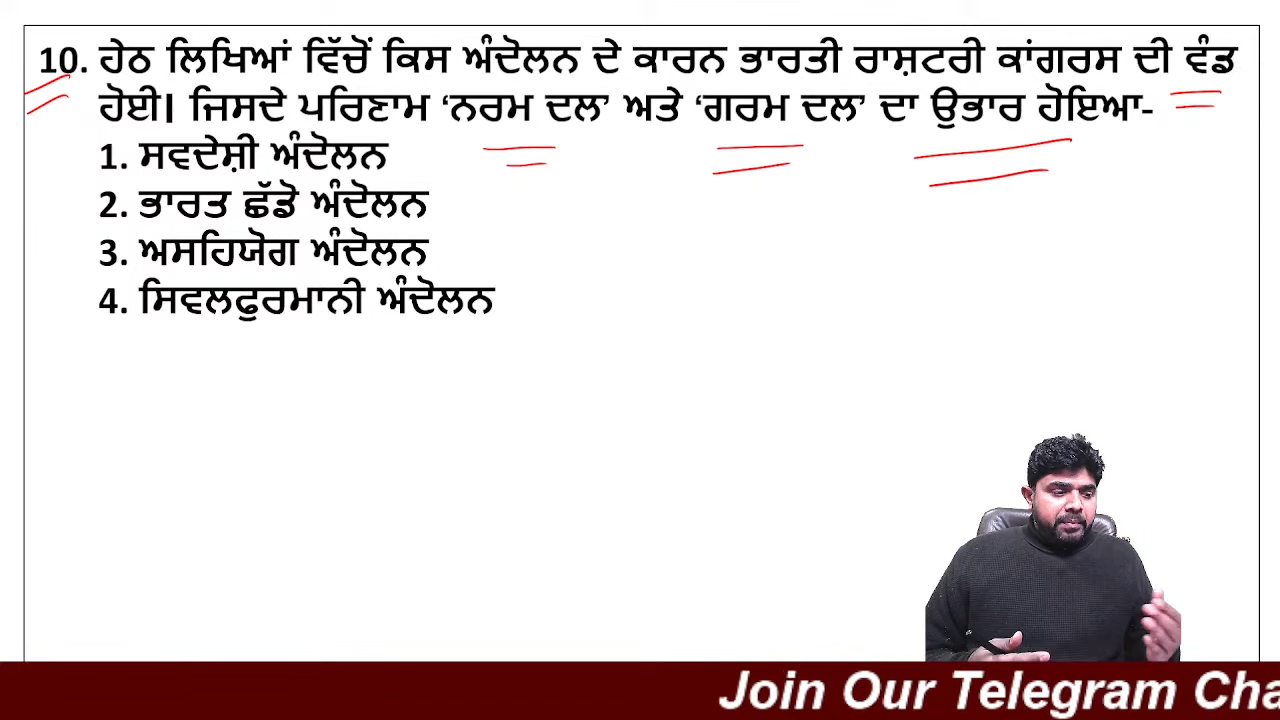 10. ਹੇਠ ਲਿਖਿਆਂ ਵਿੱਚੋਂ ਕਿਸ ਅੰਦੋਲਨ ਦੇ ਕਾਰਨ ਭਾਰਤੀ ਰਾਸ਼ਟਰੀ ਕਾਂਗਰਸ ਦੀ ਵੰਡ
ਹੋਈ। ਜਿਸਦੇ ਪਰਿਣਾਮ ‘ਨਰਮ ਦਲ’ ਅਤੇ ‘ਗਰਮ ਦਲ’ ਦਾ ਉਭਾਰ ਹੋਇਆ-
1. ਸਵਦੇਸ਼ੀ ਅੰਦੋਲਨ
2. ਭਾਰਤ ਛੱਡੋ ਅੰਦੋਲਨ
3. ਅਸਹਿਯੋਗ ਅੰਦੋਲਨ
4. ਸਿਵਲਫੁਰਮਾਨੀ ਅੰਦੋਲਨ
Join Our Telegram Cha